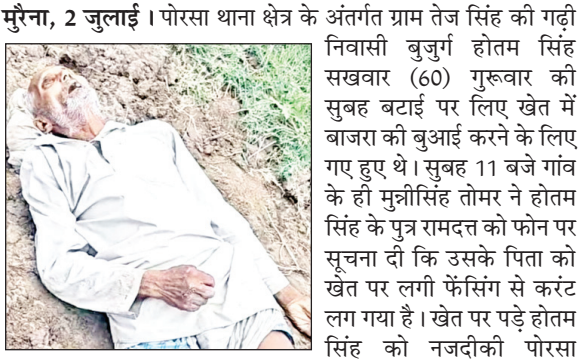 मुरैना, 2 जुलाई । पोरसा थाना क्षेत्र के अंतर्गत ग्राम तेज सिंह की गढ़ी
निवासी बुजुर्ग होतम सिंह
सखवार (60) गुरूवार की
सुबह बटाई पर लिए खेत में
बाजरा की बुआई करने के लिए
गए हुए थे। सुबह 11 बजे गांव
के ही मुन्नीसिंह तोमर ने होतम
सिंह के पुत्र रामदत्त को फोन पर
सूचना दी कि उसके पिता को
खेत पर लगी फेंसिंग से करंट
लग गया है। खेत पर पड़े होतम
सिंह को नजदीकी पोरसा